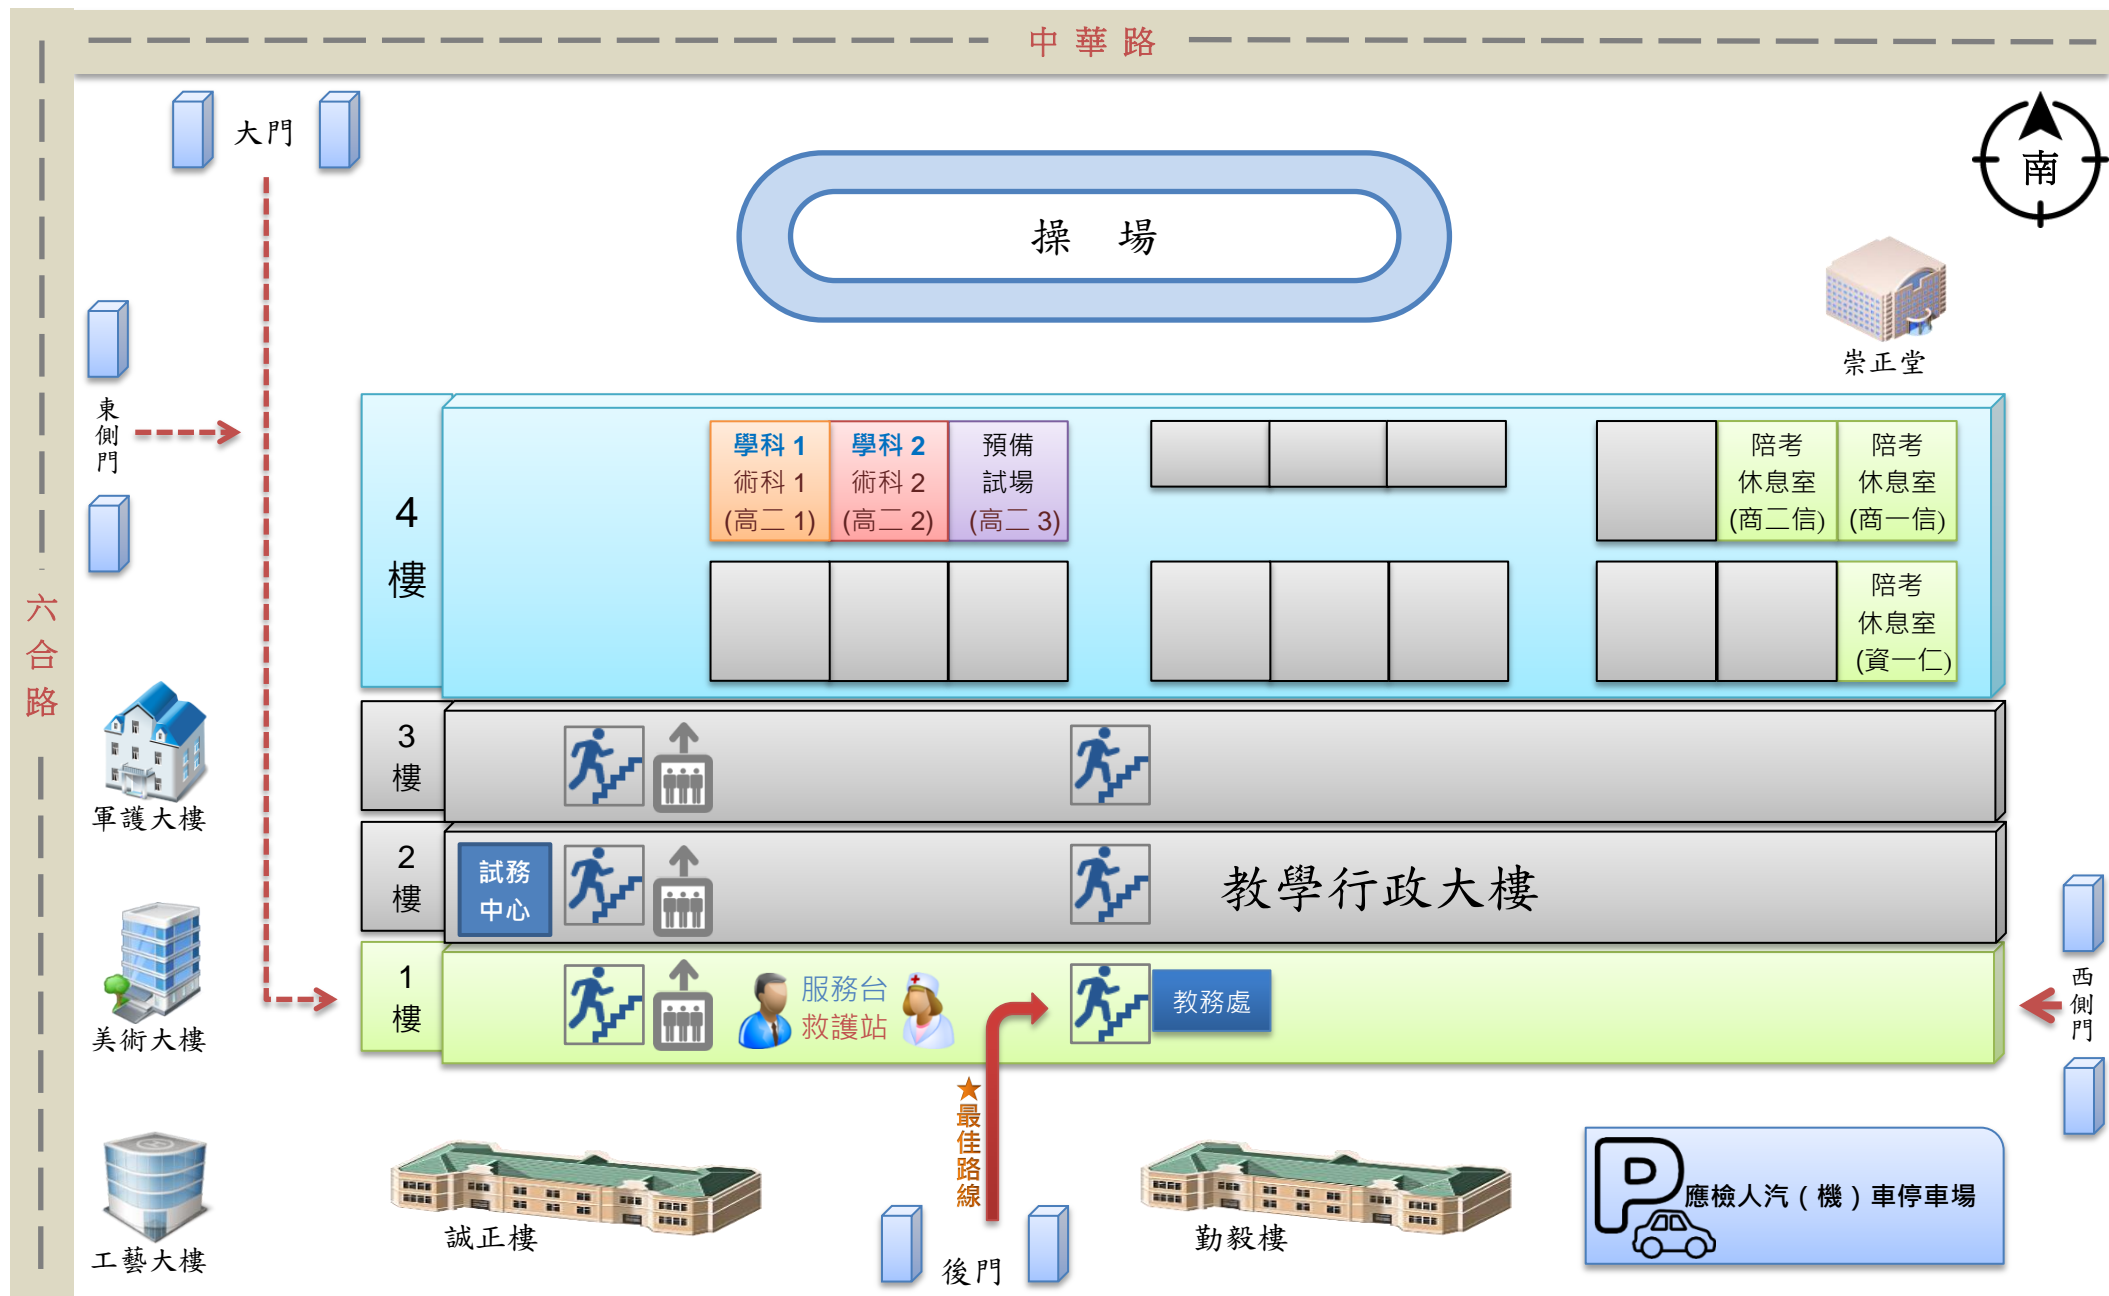 中華路
大門
南
操場
崇正堂
東側門
六合路
4樓
學科 1
術科 1
(高二 1)
學科 2
術科 2
(高二 2)
預備
試場
(高二 3)
陪考
休息室
(商二信)
陪考
休息室
(商一信)
陪考
休息室
(資一仁)
軍護大樓
3樓
2樓
試務
中心
教學行政大樓
美術大樓
1樓
服務台
救護站
教務處
西側門
★最佳路線
工藝大樓
誠正樓
後門
勤毅樓
P
應檢人汽（機）車停車場